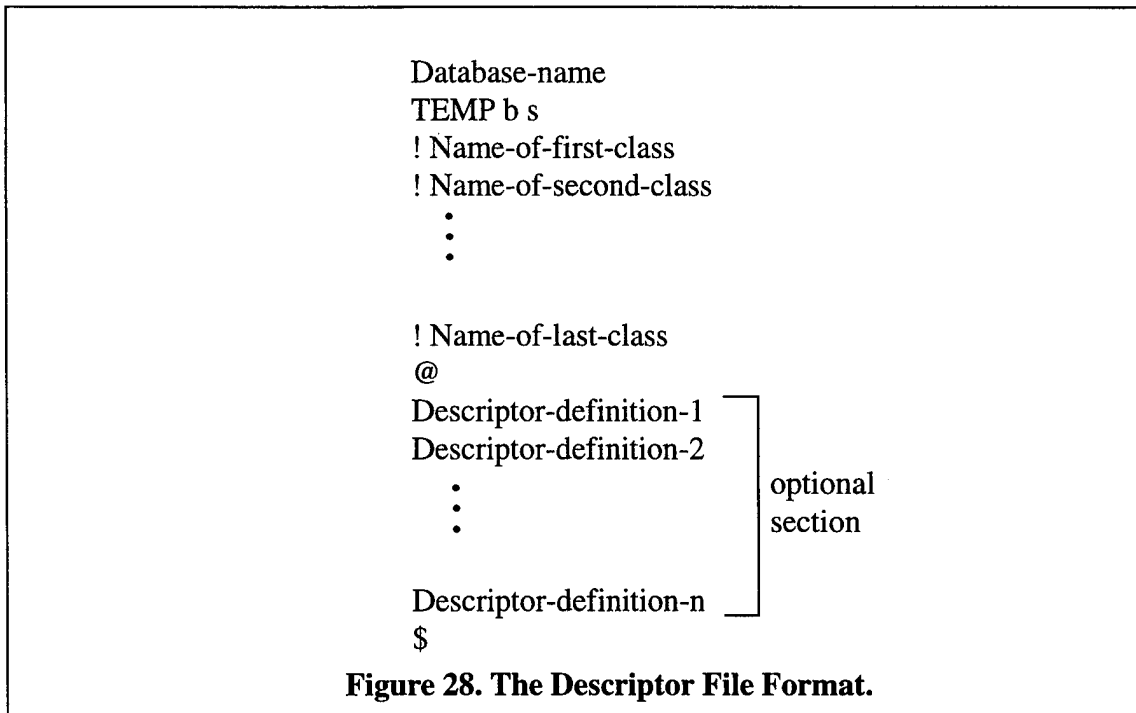 Database-name
TEMP b s
! Name-of-first-class
! Name-of-second-class
! Name-of-last-class
@
Descriptor-definition-1
Descriptor-definition-2
optional
section
Descriptor-definition-n
$
Figure 28. The Descriptor File Format.